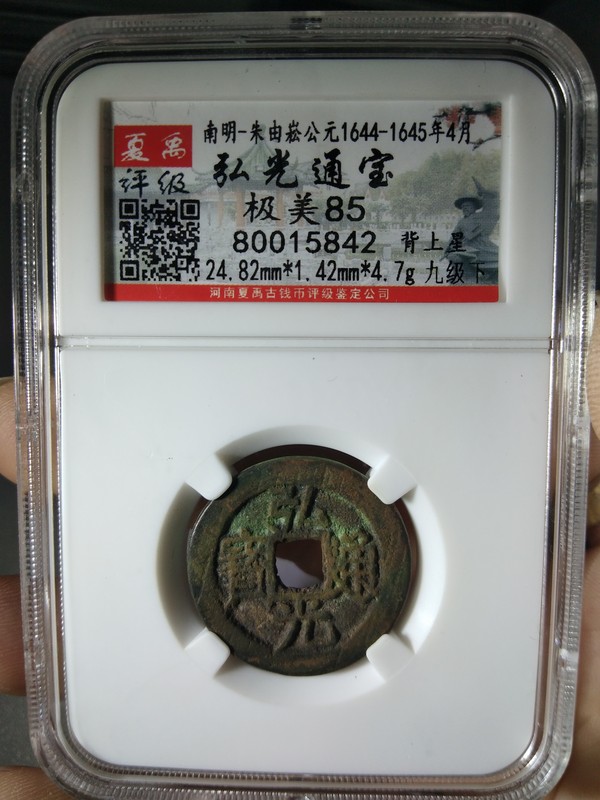 夏禹
评级
南明-朱由崧公元1644-1645年4月
弘光通宝
极美85
80015842 背上星
24.82mm*1.42mm*4.7g 九级下
河南夏禹古钱币评级鉴定公司
弘光通寶